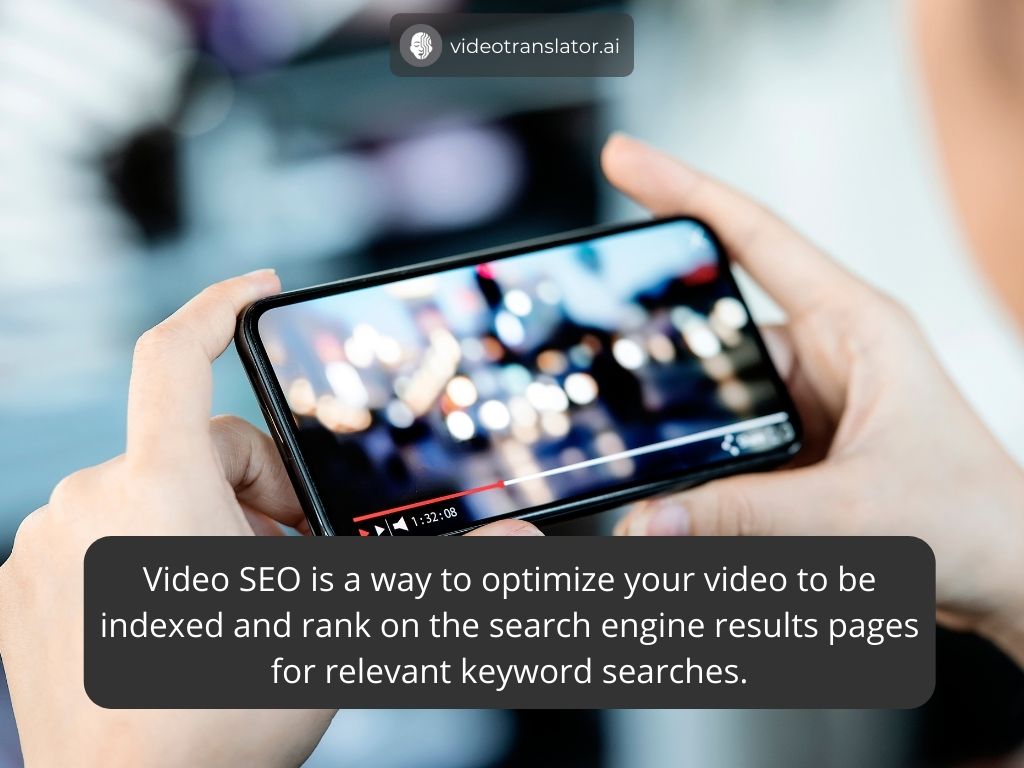 videotranslator.ai
1:32:08
Video SEO is a way to optimize your video to be
indexed and rank on the search engine results pages
for relevant keyword searches.